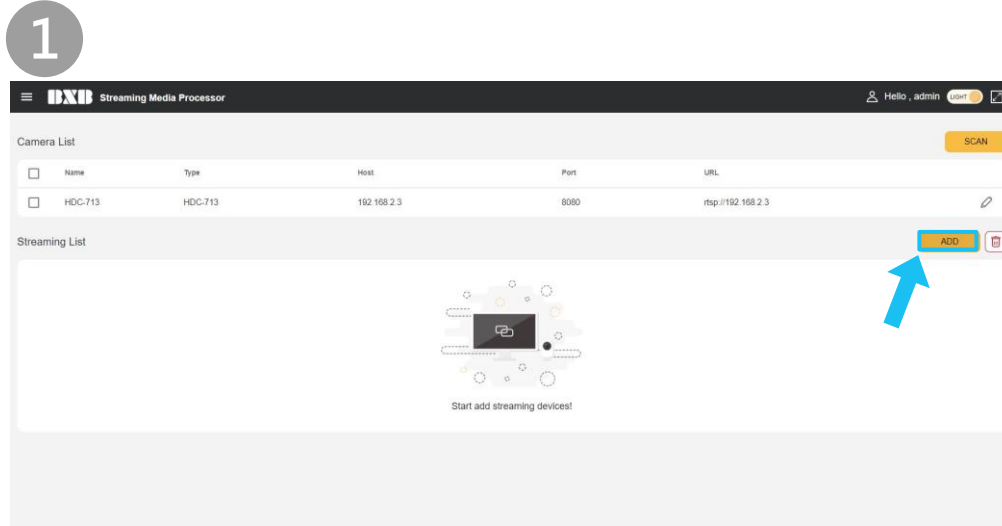 1
BXB Streaming Media Processor Hello , admin LIGHT
Camera List SCAN
Name Type Host Port URL
HDC-713 HDC-713 192.168.2.3 8080 rtsp://192.168.2.3
Streaming List ADD
Start add streaming devices!